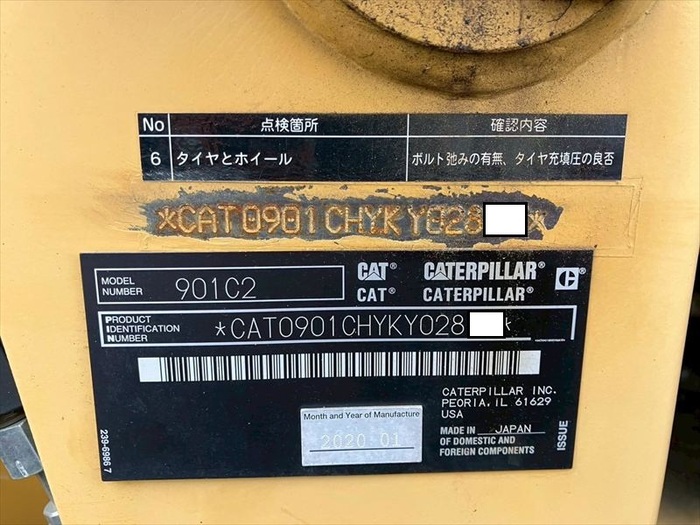 No 点検箇所 確認内容
6 タイヤとホイール ボルト弛みの有無、タイヤ充填圧の良否
*CAT0901CHYKY028 *
MODEL NUMBER 901C2
CAT® CATERPILLAR®
CAT® CATERPILLAR®
PRODUCT IDENTIFICATION NUMBER *CAT0901CHYKY028 *
CATERPILLAR INC.
PEORIA, IL 61629
USA
Month and Year of Manufacture
2020 01
MADE IN JAPAN
OF DOMESTIC AND
FOREIGN COMPONENTS
239-6986 7
ISSUE